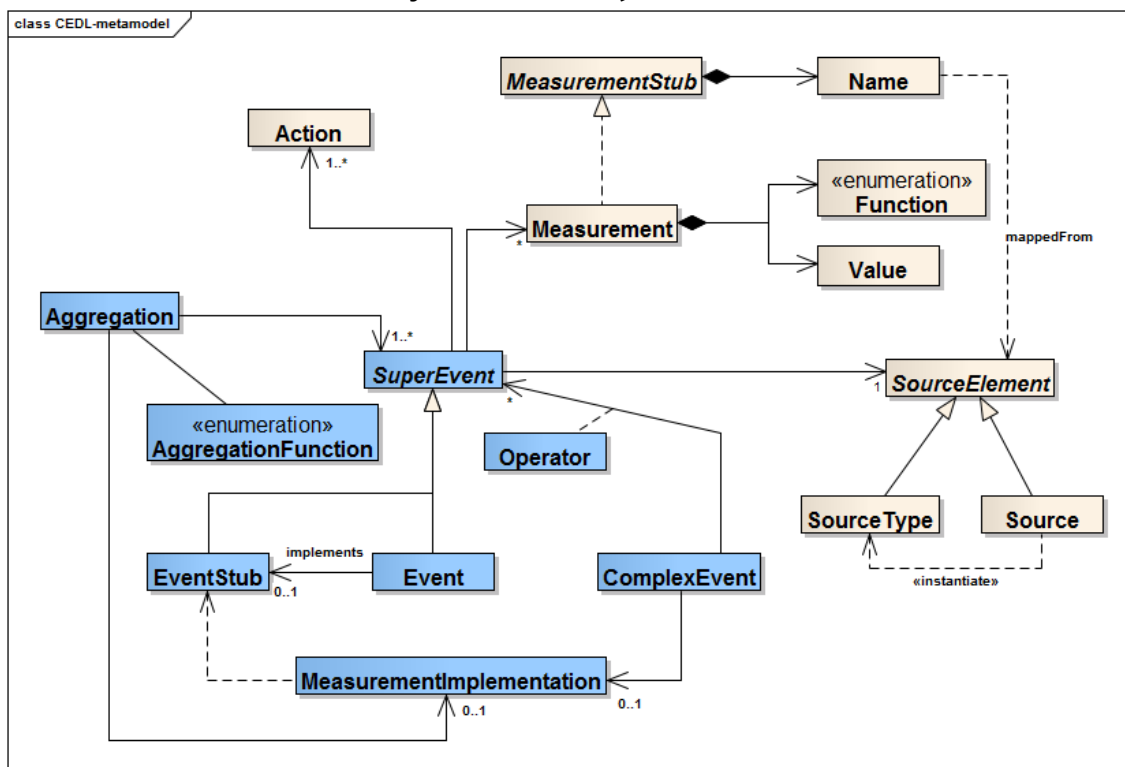 class CEDL-metamodel
MeasurementStub
Name
Action
1..*
«enumeration»
Function
Measurement
*
mappedFrom
Value
Aggregation
1..*
SuperEvent
*
1
SourceElement
«enumeration»
AggregationFunction
Operator
SourceType
Source
implements
EventStub
0..1
Event
ComplexEvent
«instantiate»
MeasurementImplementation
0..1
0..1